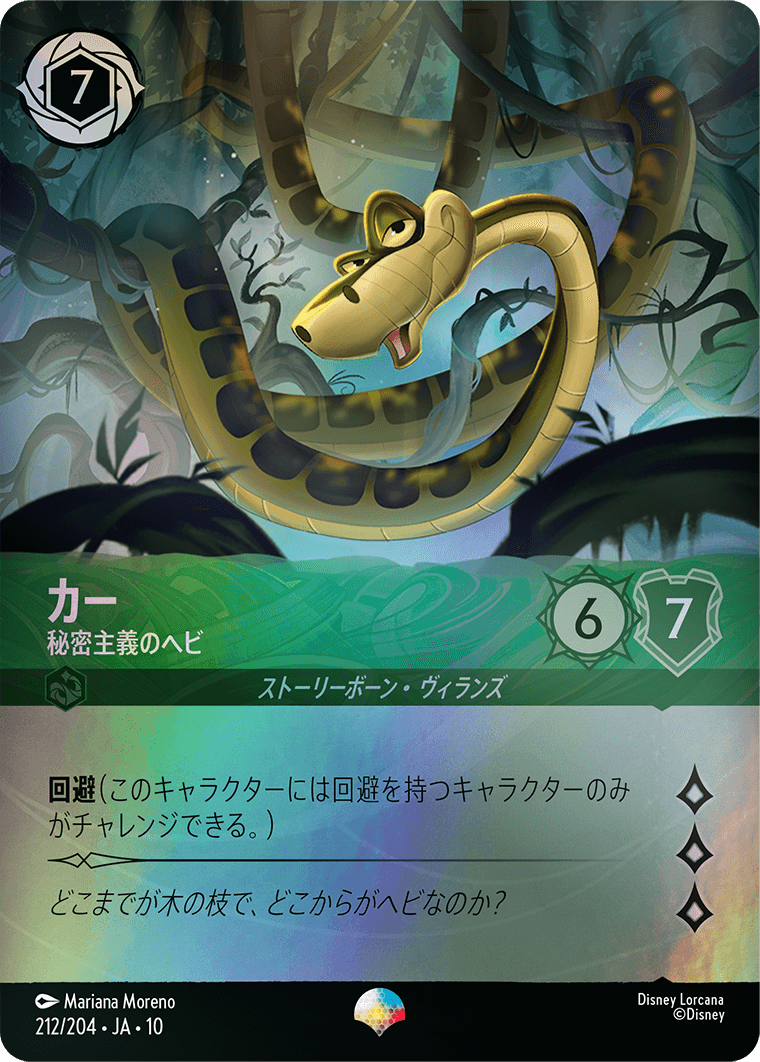 7
カー
秘密主義のヘビ
6
7
ストーリーボーン・ヴィランズ
回避(このキャラクターには回避を持つキャラクターのみ
がチャレンジできる。)
どこまでが木の枝で、どこからがヘビなのか?
Mariana Moreno
212/204・JA・10
Disney Lorcana
©Disney